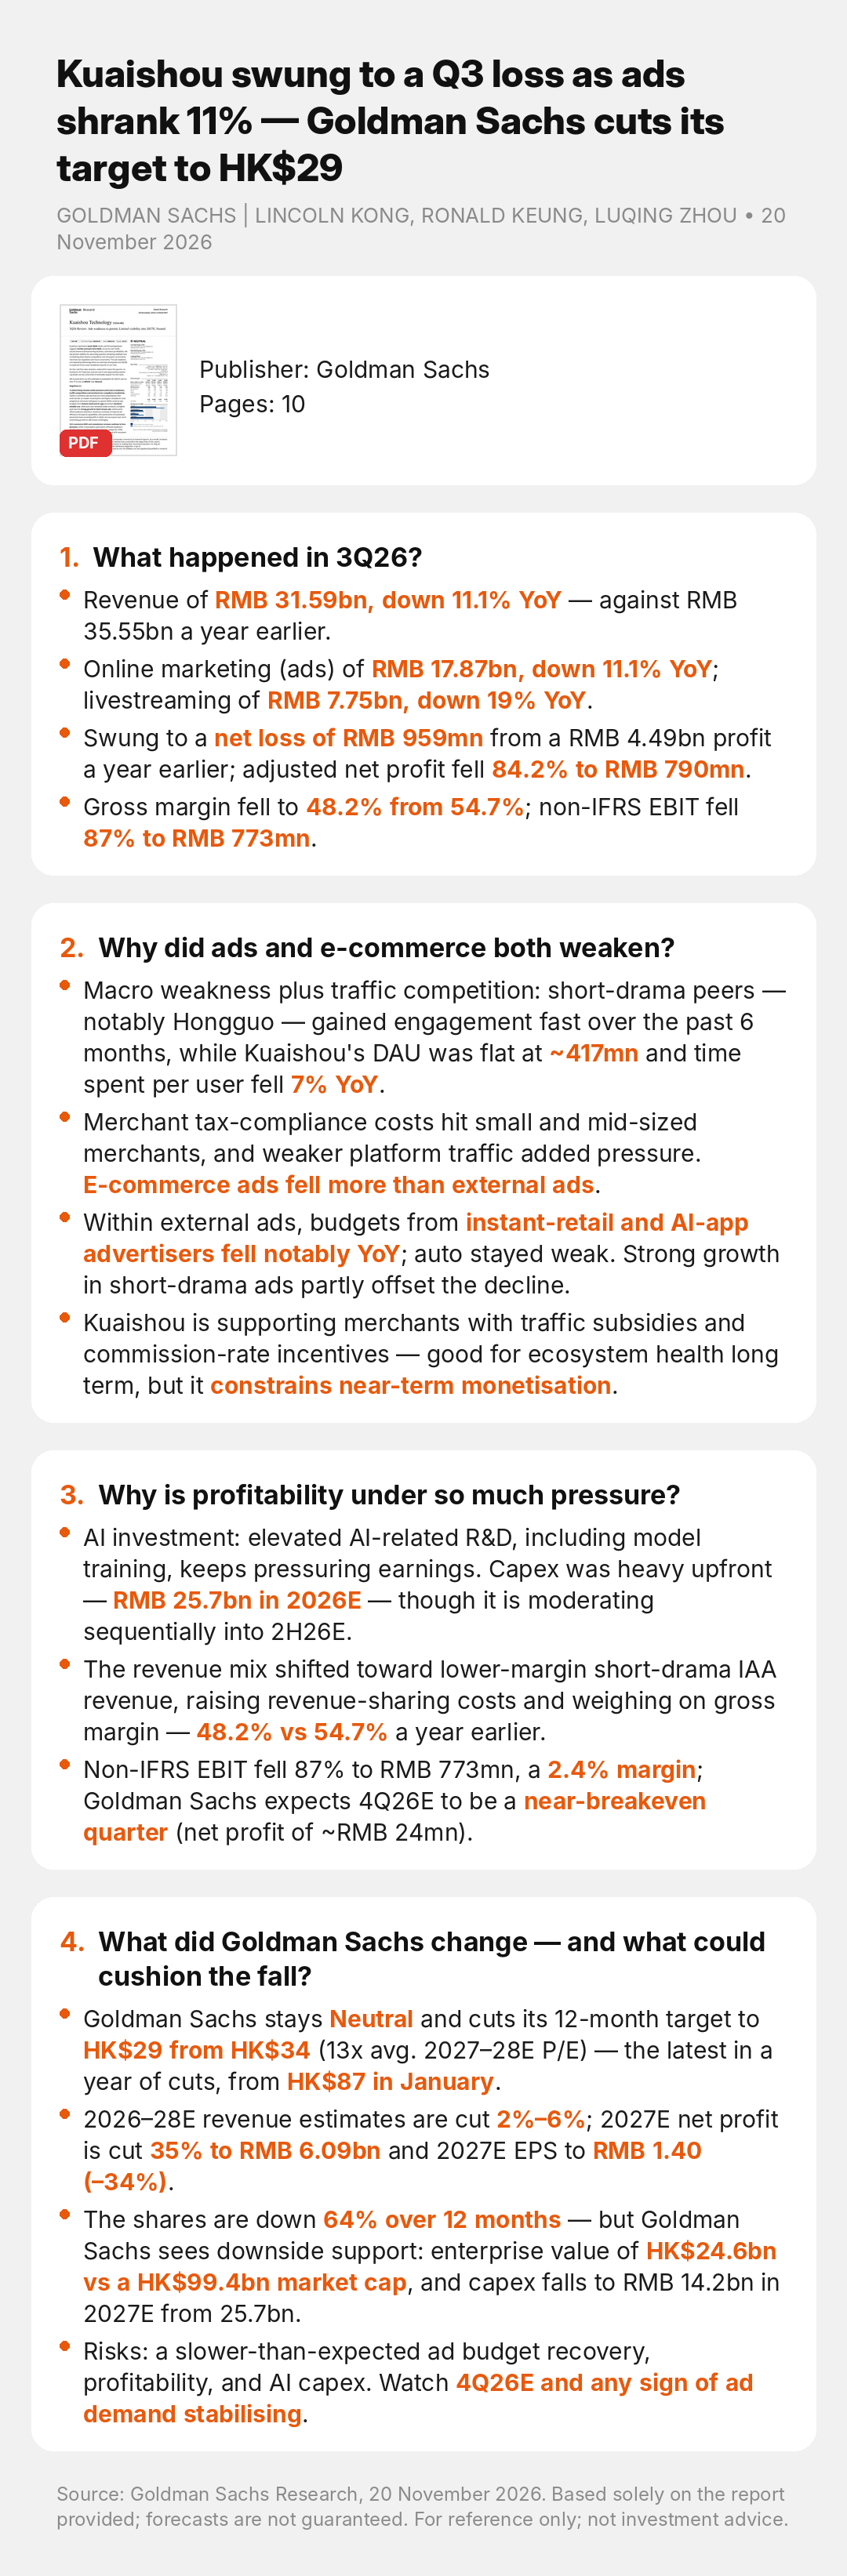 Kuaishou swung to a Q3 loss as ads
shrank 11% — Goldman Sachs cuts its
target to HK$29
GOLDMAN SACHS | LINCOLN KONG, RONALD KEUNG, LUQING ZHOU • 20
November 2026
Kuaishou Technology
PDF
Publisher: Goldman Sachs
Pages: 10
1. What happened in 3Q26?
• Revenue of RMB 31.59bn, down 11.1% YoY — against RMB
35.55bn a year earlier.
• Online marketing (ads) of RMB 17.87bn, down 11.1% YoY;
livestreaming of RMB 7.75bn, down 19% YoY.
• Swung to a net loss of RMB 959mn from a RMB 4.49bn profit
a year earlier; adjusted net profit fell 84.2% to RMB 790mn.
• Gross margin fell to 48.2% from 54.7%; non-IFRS EBIT fell
87% to RMB 773mn.
2. Why did ads and e-commerce both weaken?
• Macro weakness plus traffic competition: short-drama peers —
notably Hongguo — gained engagement fast over the past 6
months, while Kuaishou's DAU was flat at ~417mn and time
spent per user fell 7% YoY.
• Merchant tax-compliance costs hit small and mid-sized
merchants, and weaker platform traffic added pressure.
E-commerce ads fell more than external ads.
• Within external ads, budgets from instant-retail and AI-app
advertisers fell notably YoY; auto stayed weak. Strong growth
in short-drama ads partly offset the decline.
• Kuaishou is supporting merchants with traffic subsidies and
commission-rate incentives — good for ecosystem health long
term, but it constrains near-term monetisation.
3. Why is profitability under so much pressure?
• AI investment: elevated AI-related R&D, including model
training, keeps pressuring earnings. Capex was heavy upfront
— RMB 25.7bn in 2026E — though it is moderating
sequentially into 2H26E.
• The revenue mix shifted toward lower-margin short-drama IAA
revenue, raising revenue-sharing costs and weighing on gross
margin — 48.2% vs 54.7% a year earlier.
• Non-IFRS EBIT fell 87% to RMB 773mn, a 2.4% margin;
Goldman Sachs expects 4Q26E to be a near-breakeven
quarter (net profit of ~RMB 24mn).
4. What did Goldman Sachs change — and what could
cushion the fall?
• Goldman Sachs stays Neutral and cuts its 12-month target to
HK$29 from HK$34 (13x avg. 2027–28E P/E) — the latest in a
year of cuts, from HK$87 in January.
• 2026–28E revenue estimates are cut 2%–6%; 2027E net profit
is cut 35% to RMB 6.09bn and 2027E EPS to RMB 1.40
(–34%).
• The shares are down 64% over 12 months — but Goldman
Sachs sees downside support: enterprise value of HK$24.6bn
vs a HK$99.4bn market cap, and capex falls to RMB 14.2bn in
2027E from 25.7bn.
• Risks: a slower-than-expected ad budget recovery,
profitability, and AI capex. Watch 4Q26E and any sign of ad
demand stabilising.
Source: Goldman Sachs Research, 20 November 2026. Based solely on the report
provided; forecasts are not guaranteed. For reference only; not investment advice.